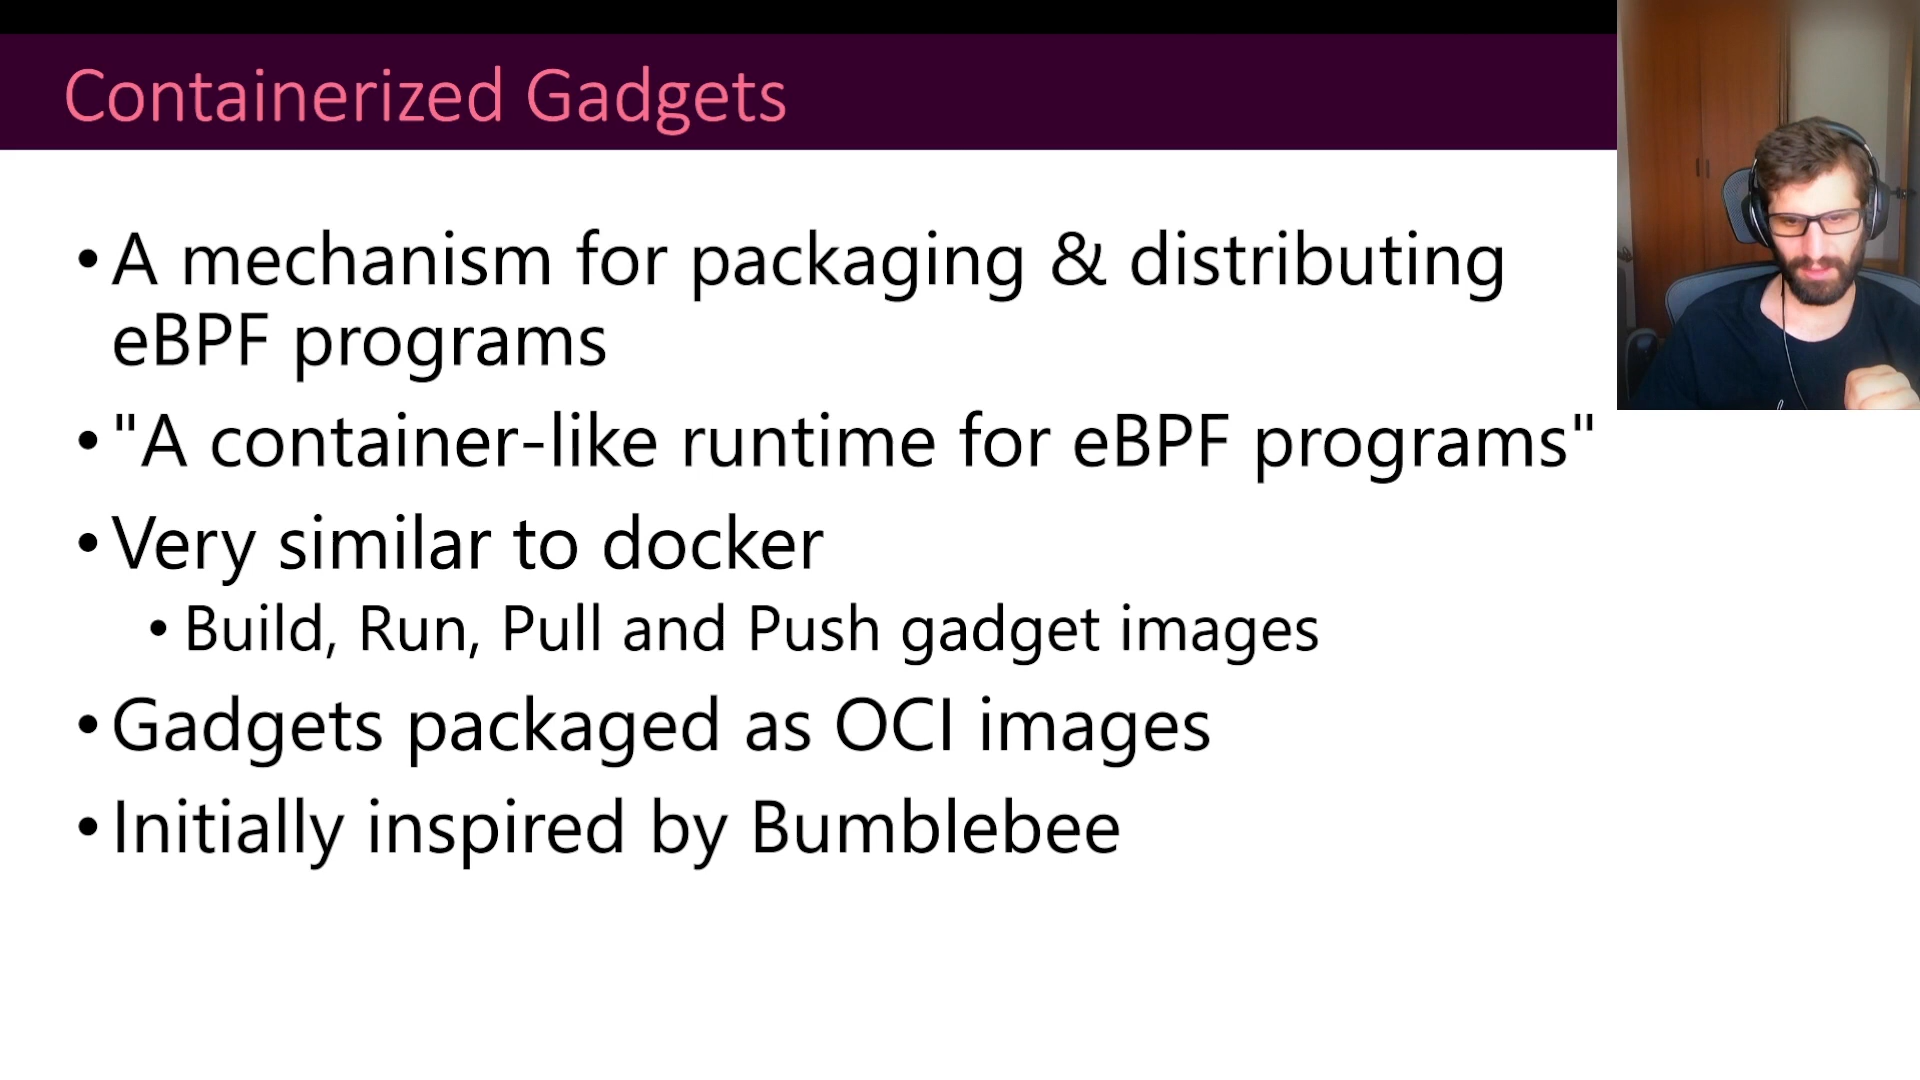 Containerized Gadgets
• A mechanism for packaging & distributing
eBPF programs
• "A container-like runtime for eBPF programs"
• Very similar to docker
• Build, Run, Pull and Push gadget images
• Gadgets packaged as OCI images
• Initially inspired by Bumblebee